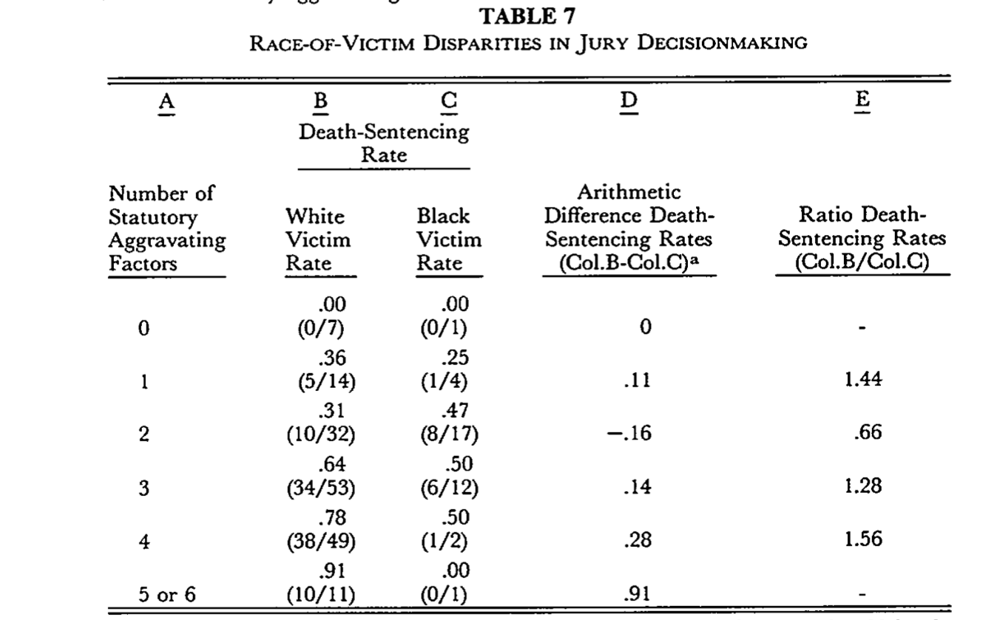 TABLE 7
RACE-OF-VICTIM DISPARITIES IN JURY DECISIONMAKING
A B C D E
Death-Sentencing
Rate
Number of Arithmetic
Statutory White Black Difference Death- Ratio Death-
Aggravating Victim Victim Sentencing Rates Sentencing Rates
Factors Rate Rate (Col.B-Col.C)a (Col.B/Col.C)
.00 .00
0 (0/7) (0/1) 0 -
.36 .25
1 (5/14) (1/4) .11 1.44
.31 .47
2 (10/32) (8/17) −.16 .66
.64 .50
3 (34/53) (6/12) .14 1.28
.78 .50
4 (38/49) (1/2) .28 1.56
.91 .00
5 or 6 (10/11) (0/1) .91 -